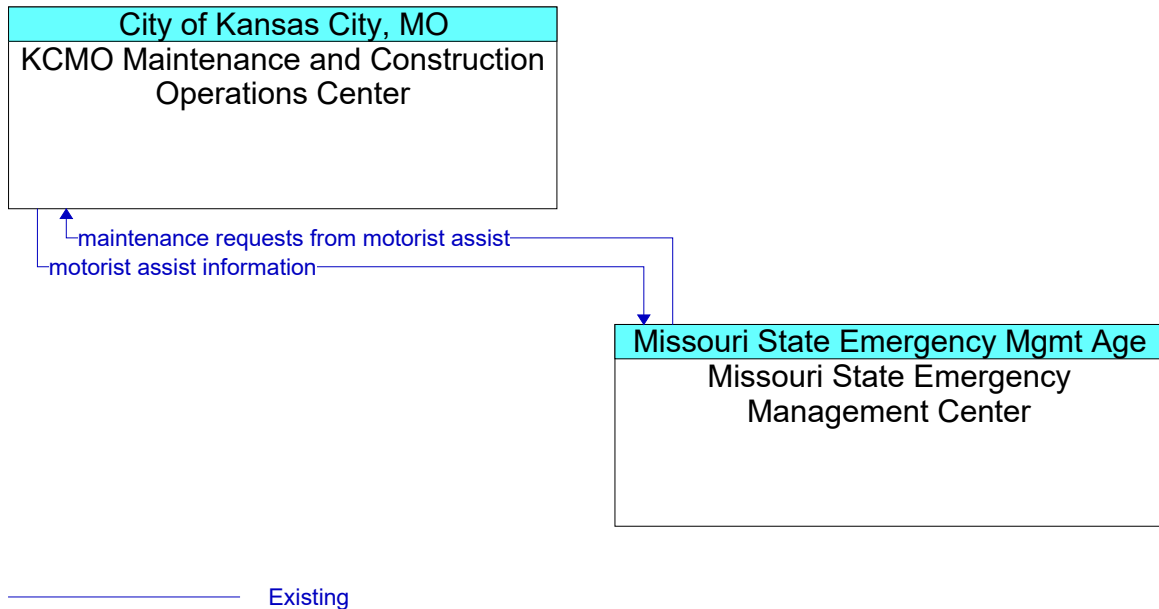 City of Kansas City, MO
KCMO Maintenance and Construction
Operations Center
maintenance requests from motorist assist
motorist assist information
Missouri State Emergency Mgmt Age
Missouri State Emergency
Management Center
Existing